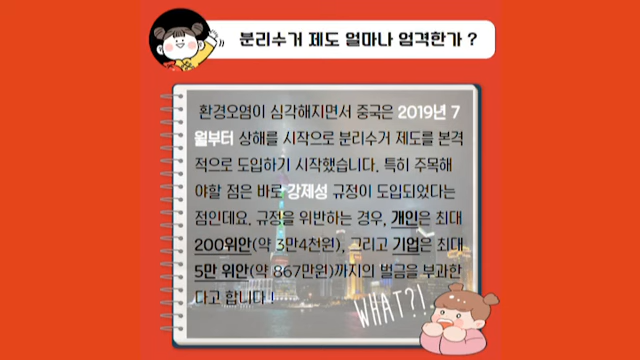 분리수거 제도 얼마나 엄격한가 ?
환경오염이 심각해지면서 중국은 2019년 7
월부터 상해를 시작으로 분리수거 제도를 본격
적으로 도입하기 시작했습니다. 특히 주목해
야할 점은 바로 강제성 규정이 도입되었다는
점인데요. 규정을 위반하는 경우, 개인은 최대
200위안(약 3만4천원), 그리고 기업은 최대
5만 위안(약 867만원)까지의 벌금을 부과한
다고 합니다 !
WHAT?!